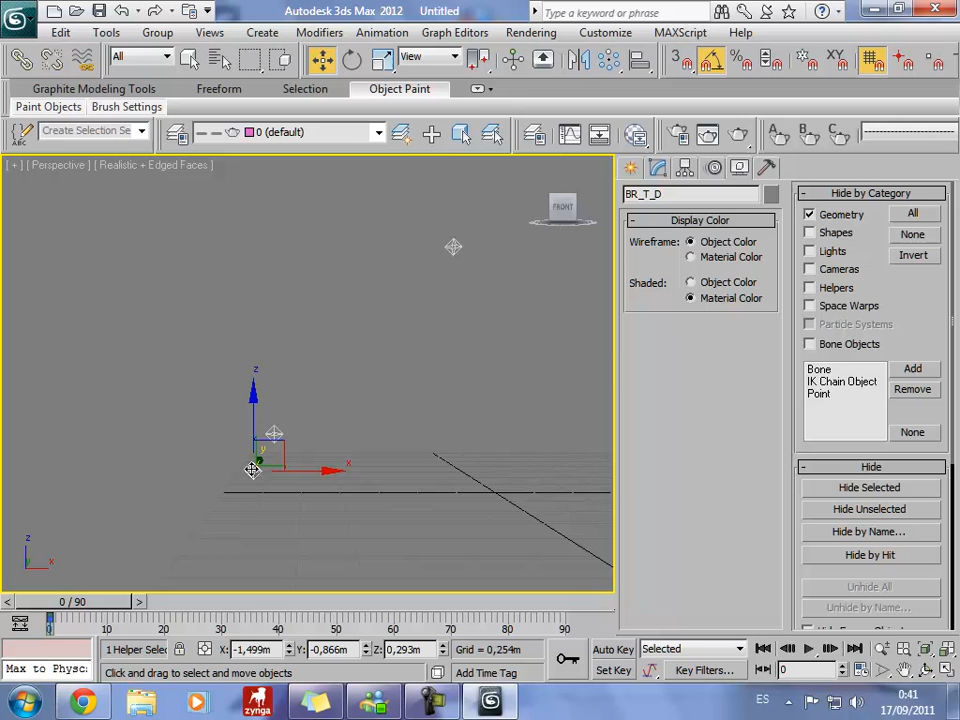 Autodesk 3ds Max 2012 Untitled
Type a keyword or phrase
Edit Tools Group Views Create Modifiers Animation Graph Editors Rendering Customize MAXScript Help
All
View
3
%
XY
Graphite Modeling Tools Freeform Selection Object Paint
Paint Objects Brush Settings
ABC
Create Selection Se
0 (default)
A B C
[ + ] [ Perspective ] [ Realistic + Edged Faces ]
FRONT
z
y
x
z
y
x
BR_T_D
- Display Color
Wireframe: Object Color
Material Color
Shaded: Object Color
Material Color
- Hide by Category
Geometry All
Shapes None
Lights Invert
Cameras
Helpers
Space Warps
Particle Systems
Bone Objects
Bone Add
IK Chain Object
Point Remove
None
- Hide
Hide Selected
Hide Unselected
Hide by Name...
Hide by Hit
Unhide All
Unhide by Name...
< 0 / 90 >
0 10 20 30 40 50 60 70 80 90
1 Helper Selec X: -1,499m Y: -0,866m Z: 0,293m Grid = 0,254m Auto Key Selected
Max to Physc: Click and drag to select and move objects Add Time Tag Set Key Key Filters... 0
zynga
ES 0:41
17/09/2011